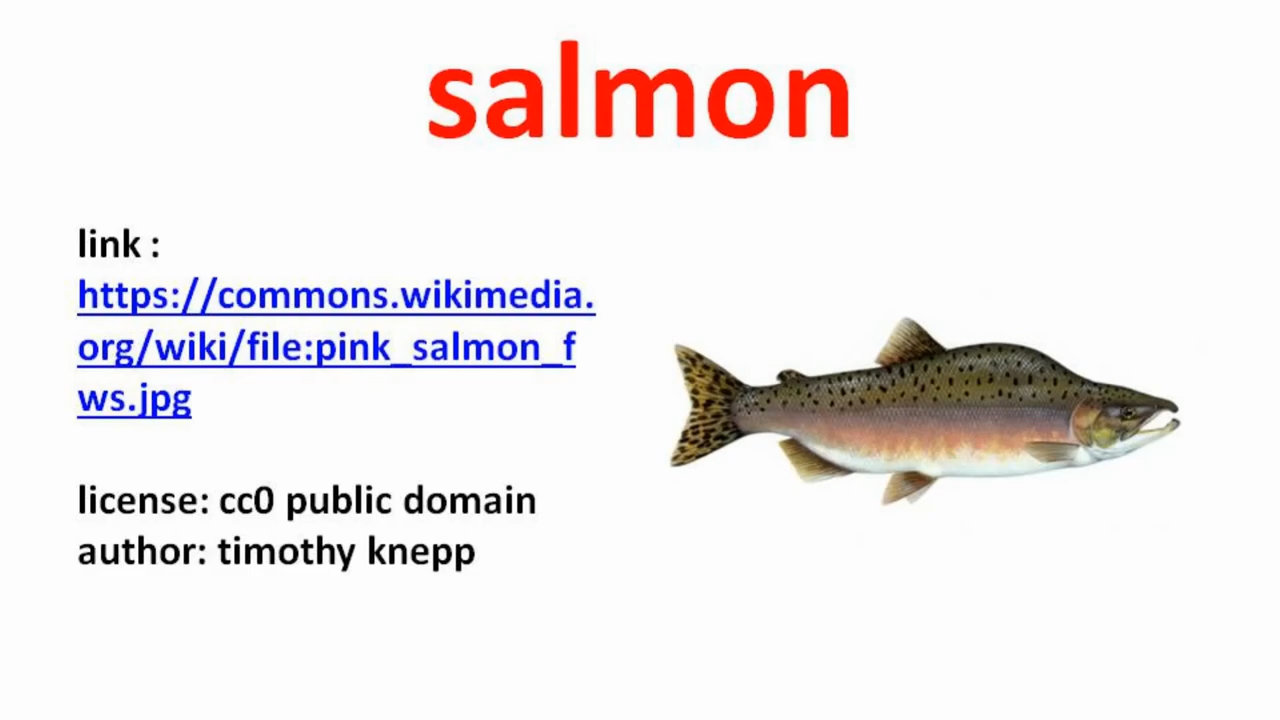 salmon
link :
https://commons.wikimedia.
org/wiki/file:pink_salmon_f
ws.jpg
license: cc0 public domain
author: timothy knepp